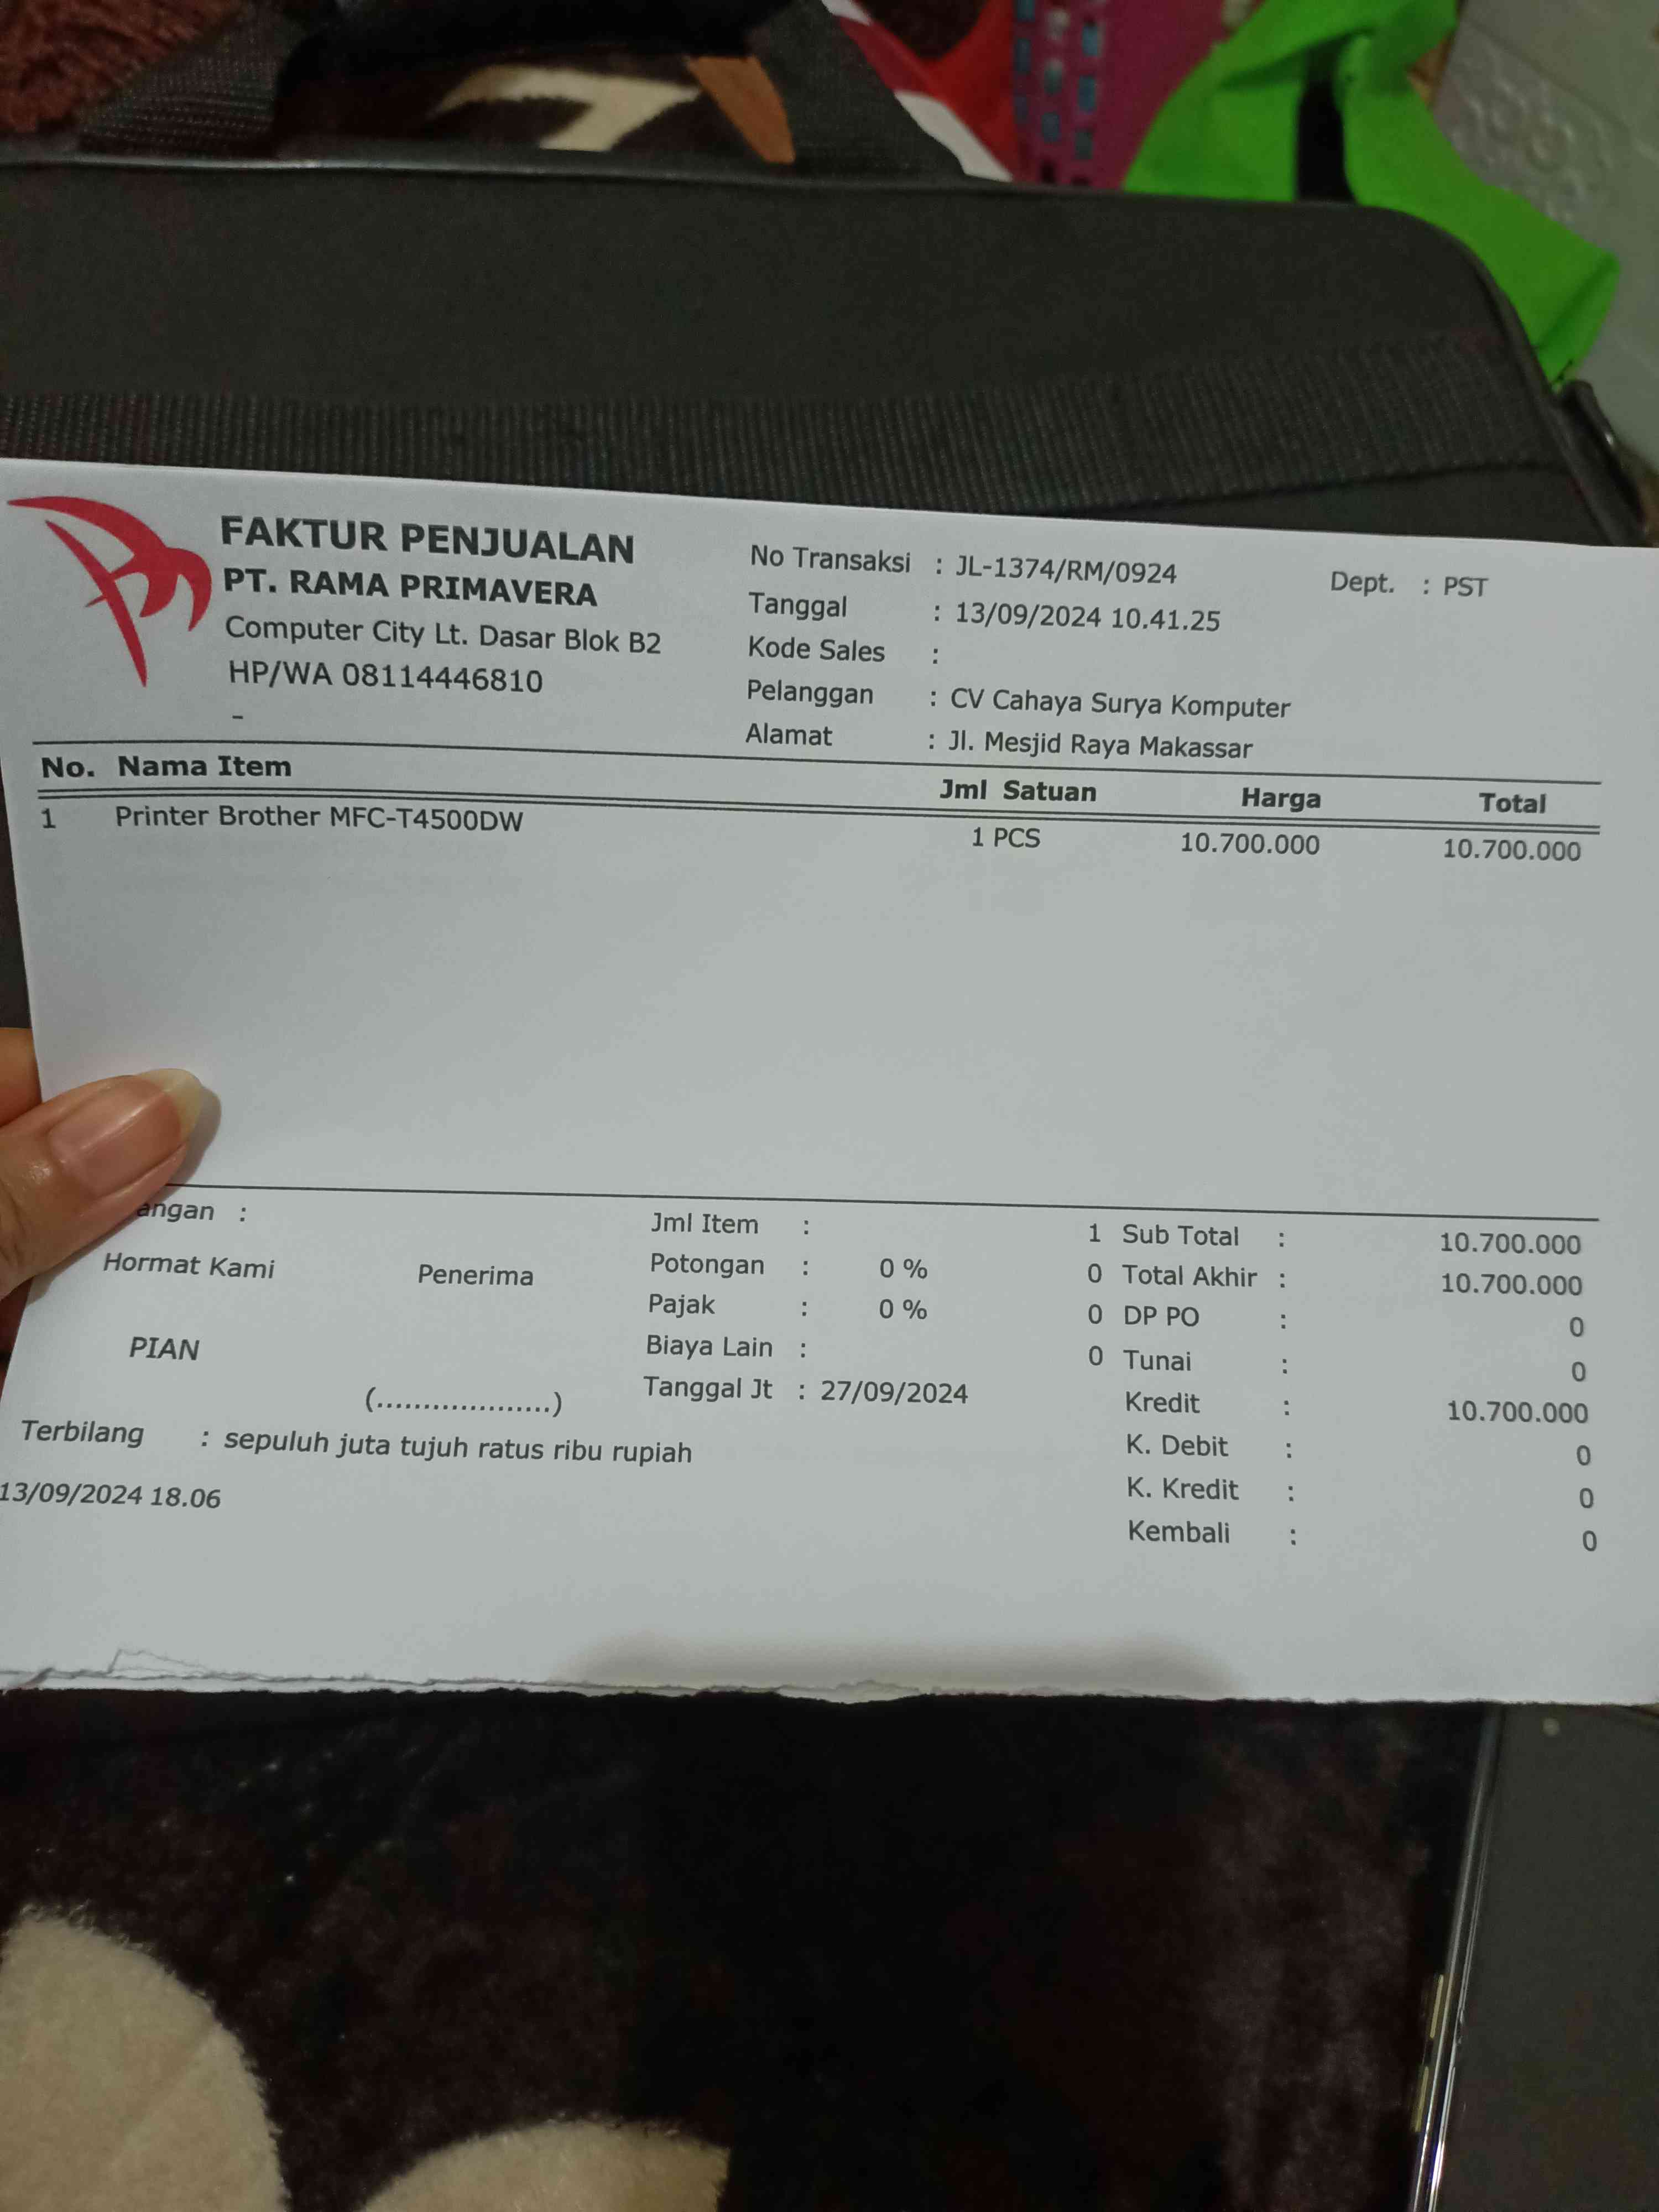 FAKTUR PENJUALAN
PT. RAMA PRIMAVERA
Computer City Lt. Dasar Blok B2
HP/WA 08114446810
-
No Transaksi : JL-1374/RM/0924 Dept. : PST
Tanggal : 13/09/2024 10.41.25
Kode Sales :
Pelanggan : CV Cahaya Surya Komputer
Alamat : Jl. Mesjid Raya Makassar
No. Nama Item Jml Satuan Harga Total
1 Printer Brother MFC-T4500DW 1 PCS 10.700.000 10.700.000
angan :
Hormat Kami Penerima
PIAN
(...................)
Jml Item : 1
Potongan : 0 % 0
Pajak : 0 % 0
Biaya Lain : 0
Tanggal Jt : 27/09/2024
Sub Total : 10.700.000
Total Akhir : 10.700.000
DP PO : 0
Tunai : 0
Kredit : 10.700.000
K. Debit : 0
K. Kredit : 0
Kembali : 0
Terbilang : sepuluh juta tujuh ratus ribu rupiah
13/09/2024 18.06